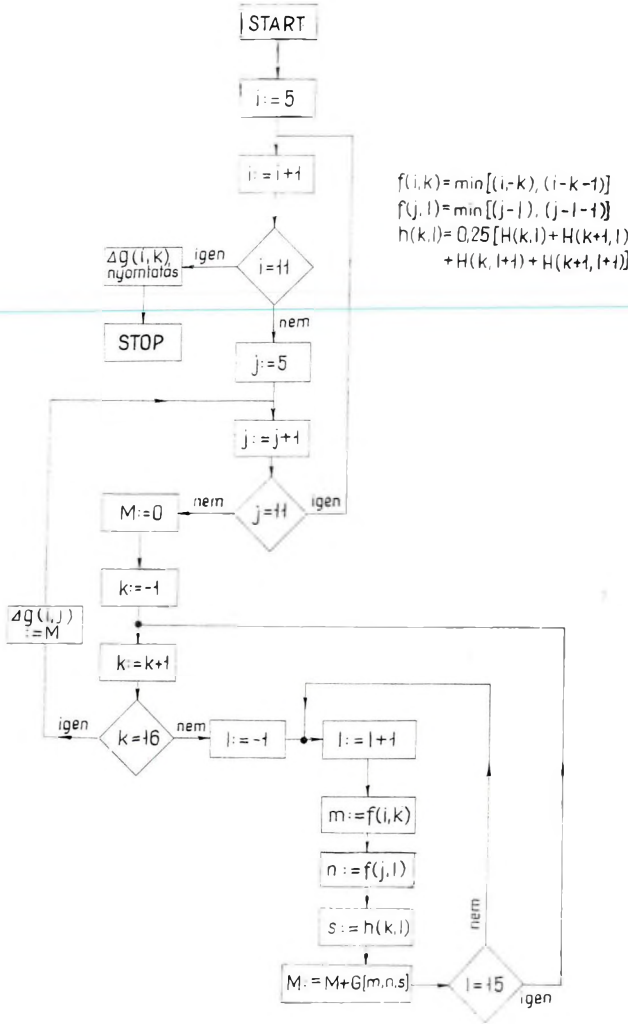 START
i:=5
i:=i+1
f(i,k)=min[(i-k), (i-k-1)]
f(j,l)=min[(j-l), (j-l-1)]
h(k,l)=0,25[H(k,l)+H(k+1,l)
+H(k,l+1)+H(k+1,l+1)]
Δg(i,k)
nyomtatás
igen
i=11
nem
STOP
j:=5
j:=j+1
M:=0
nem
j=11
igen
k:=-1
Δg(i,j)
:=M
k:=k+1
igen
k=16
nem
l:=-1
l:=l+1
m:=f(i,k)
n:=f(j,l)
s:=h(k,l)
nem
M:=M+G[m,n,s]
l=15
igen